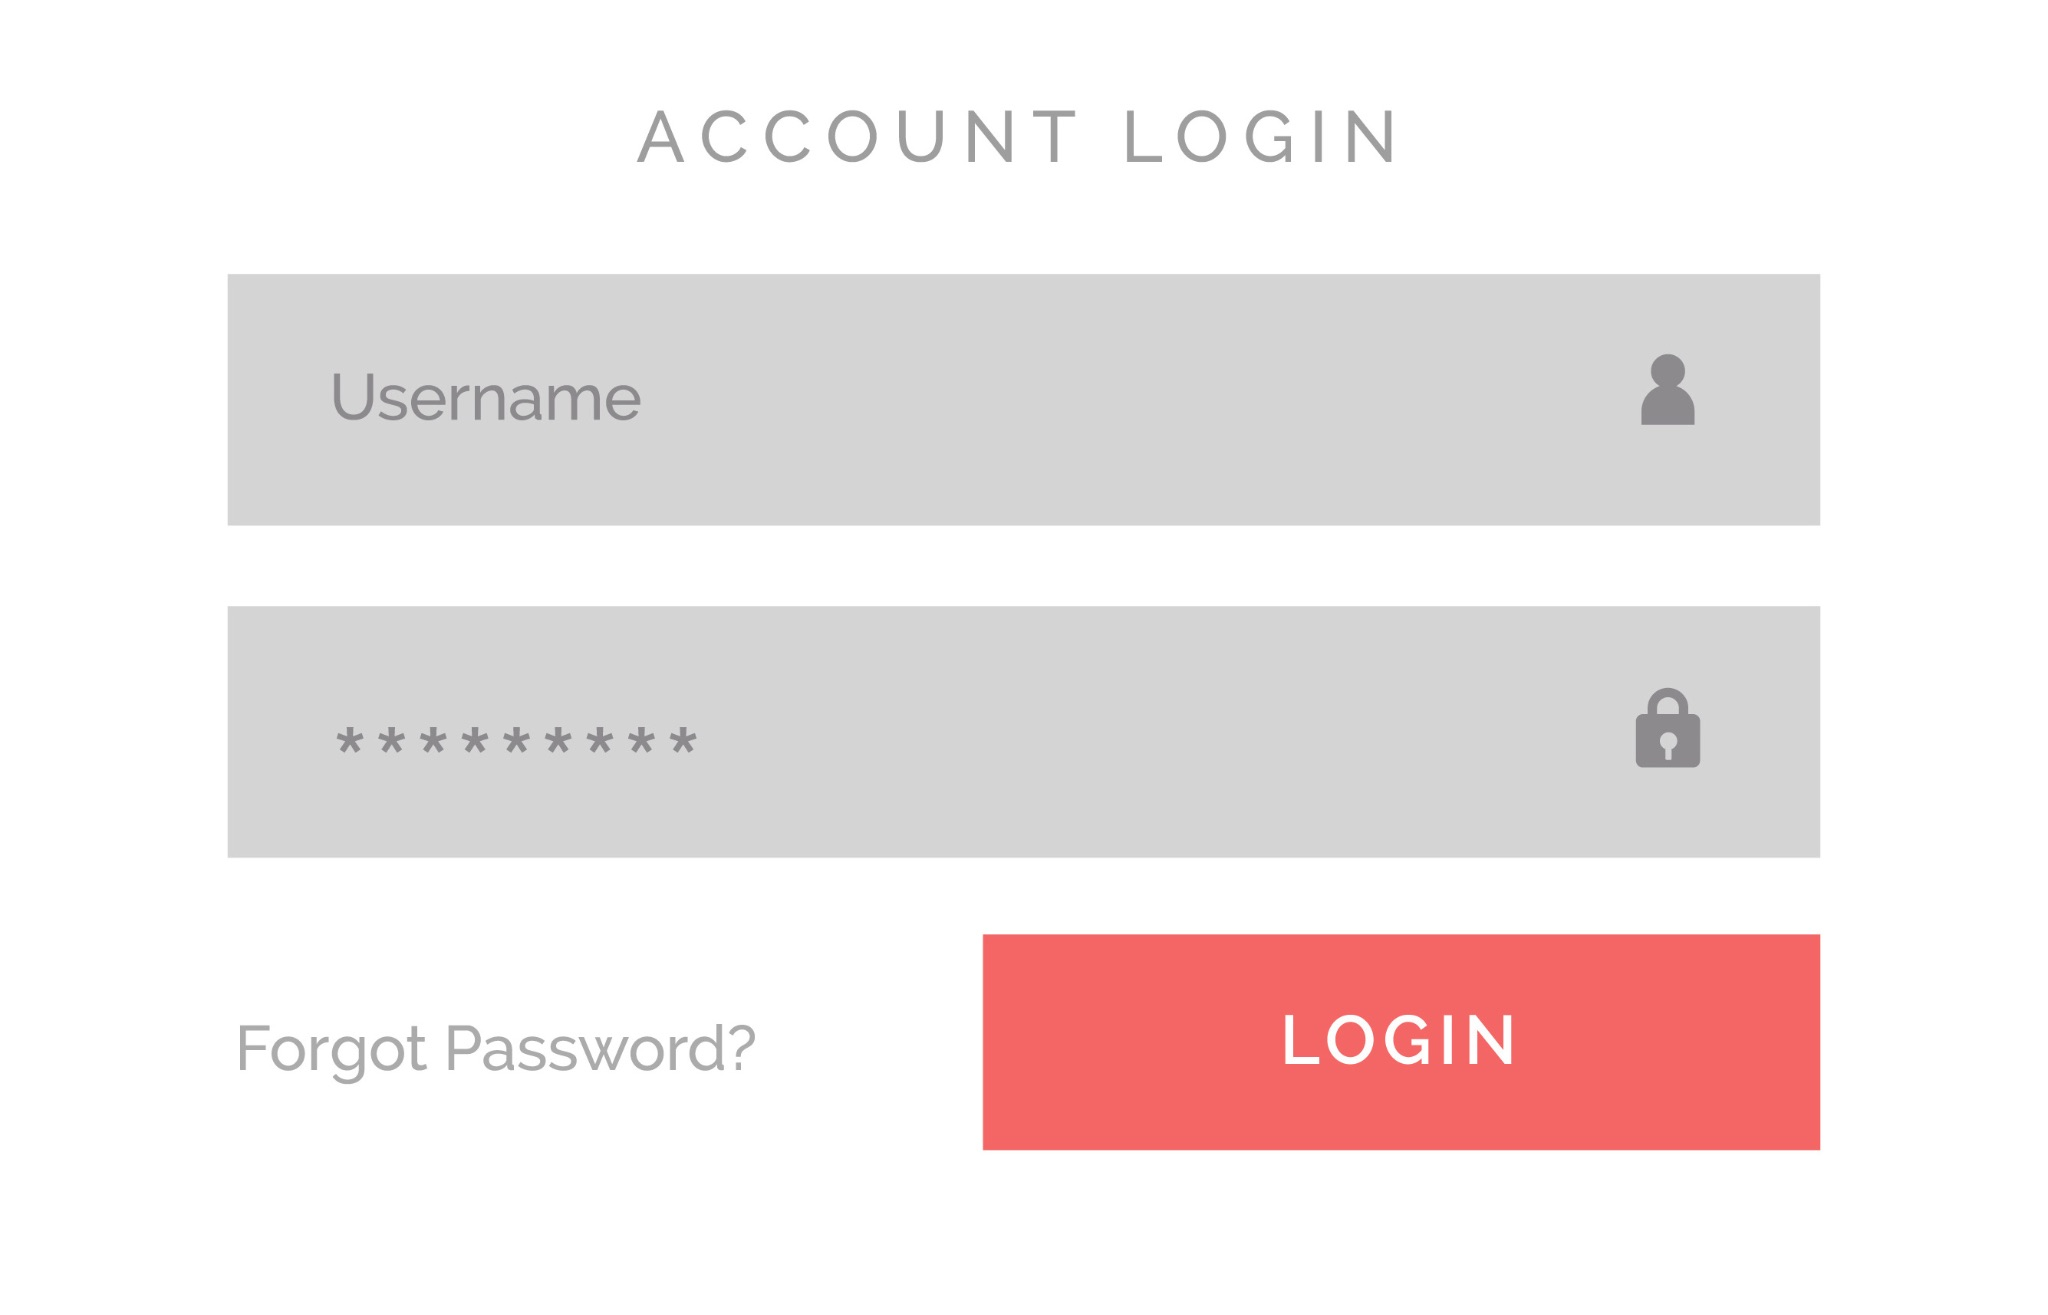 ACCOUNT LOGIN
Username
*********
Forgot Password?
LOGIN